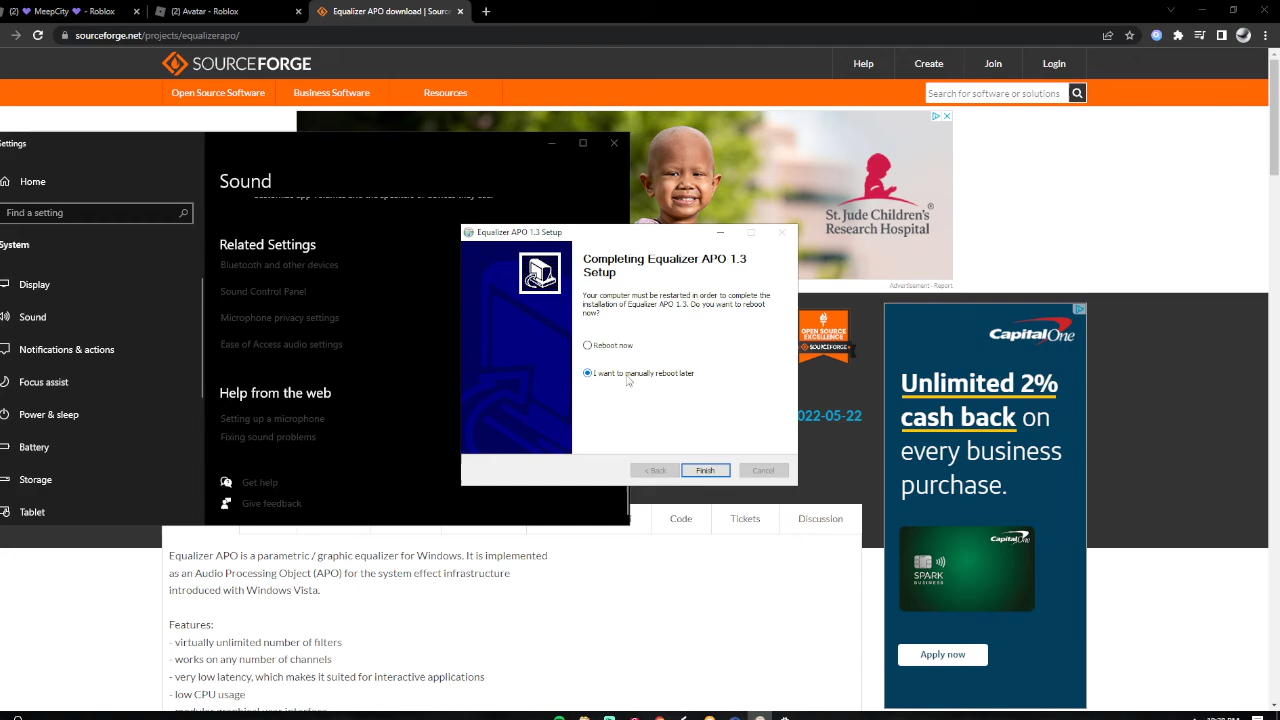 (2) 💜 MeepCity 💜 - Roblox
(2) Avatar - Roblox
Equalizer APO download | Sourc
sourceforge.net/projects/equalizerapo/
SOURCEFORGE
Help
Create
Join
Login
Open Source Software
Business Software
Resources
Search for software or solutions
St. Jude Children's
Research Hospital
Advertisement - Report
Settings
Home
Find a setting
System
Display
Sound
Notifications & actions
Focus assist
Power & sleep
Battery
Storage
Tablet
Sound
Related Settings
Bluetooth and other devices
Sound Control Panel
Microphone privacy settings
Ease of Access audio settings
Help from the web
Setting up a microphone
Fixing sound problems
Get help
Give feedback
Equalizer APO 1.3 Setup
Completing Equalizer APO 1.3
Setup
Your computer must be restarted in order to complete the
installation of Equalizer APO 1.3. Do you want to reboot
now?
Reboot now
I want to manually reboot later
< Back
Finish
Cancel
OPEN SOURCE
EXCELLENCE
SOURCEFORGE
022-05-22
Code
Tickets
Discussion
Equalizer APO is a parametric / graphic equalizer for Windows. It is implemented
as an Audio Processing Object (APO) for the system effect infrastructure
introduced with Windows Vista.
Features:
- virtually unlimited number of filters
- works on any number of channels
- very low latency, which makes it suited for interactive applications
- low CPU usage
Capital One
Unlimited 2%
cash back on
every business
purchase.
Capital One
SPARK
BUSINESS
Apply now